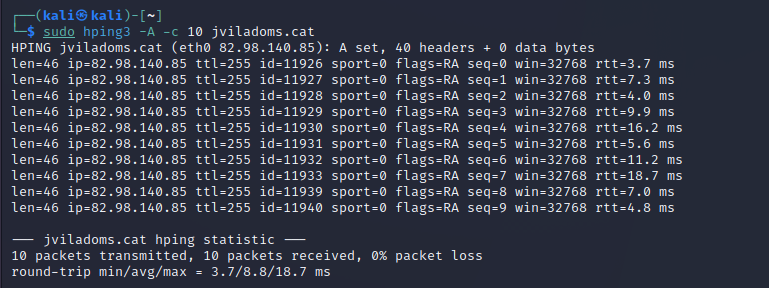 ┌──(kali㉿kali)-[~]
└─$ sudo hping3 -A -c 10 jviladoms.cat
HPING jviladoms.cat (eth0 82.98.140.85): A set, 40 headers + 0 data bytes
len=46 ip=82.98.140.85 ttl=255 id=11926 sport=0 flags=RA seq=0 win=32768 rtt=3.7 ms
len=46 ip=82.98.140.85 ttl=255 id=11927 sport=0 flags=RA seq=1 win=32768 rtt=7.3 ms
len=46 ip=82.98.140.85 ttl=255 id=11928 sport=0 flags=RA seq=2 win=32768 rtt=4.0 ms
len=46 ip=82.98.140.85 ttl=255 id=11929 sport=0 flags=RA seq=3 win=32768 rtt=9.9 ms
len=46 ip=82.98.140.85 ttl=255 id=11930 sport=0 flags=RA seq=4 win=32768 rtt=16.2 ms
len=46 ip=82.98.140.85 ttl=255 id=11931 sport=0 flags=RA seq=5 win=32768 rtt=5.6 ms
len=46 ip=82.98.140.85 ttl=255 id=11932 sport=0 flags=RA seq=6 win=32768 rtt=11.2 ms
len=46 ip=82.98.140.85 ttl=255 id=11933 sport=0 flags=RA seq=7 win=32768 rtt=18.7 ms
len=46 ip=82.98.140.85 ttl=255 id=11939 sport=0 flags=RA seq=8 win=32768 rtt=7.0 ms
len=46 ip=82.98.140.85 ttl=255 id=11940 sport=0 flags=RA seq=9 win=32768 rtt=4.8 ms
--- jviladoms.cat hping statistic ---
10 packets transmitted, 10 packets received, 0% packet loss
round-trip min/avg/max = 3.7/8.8/18.7 ms